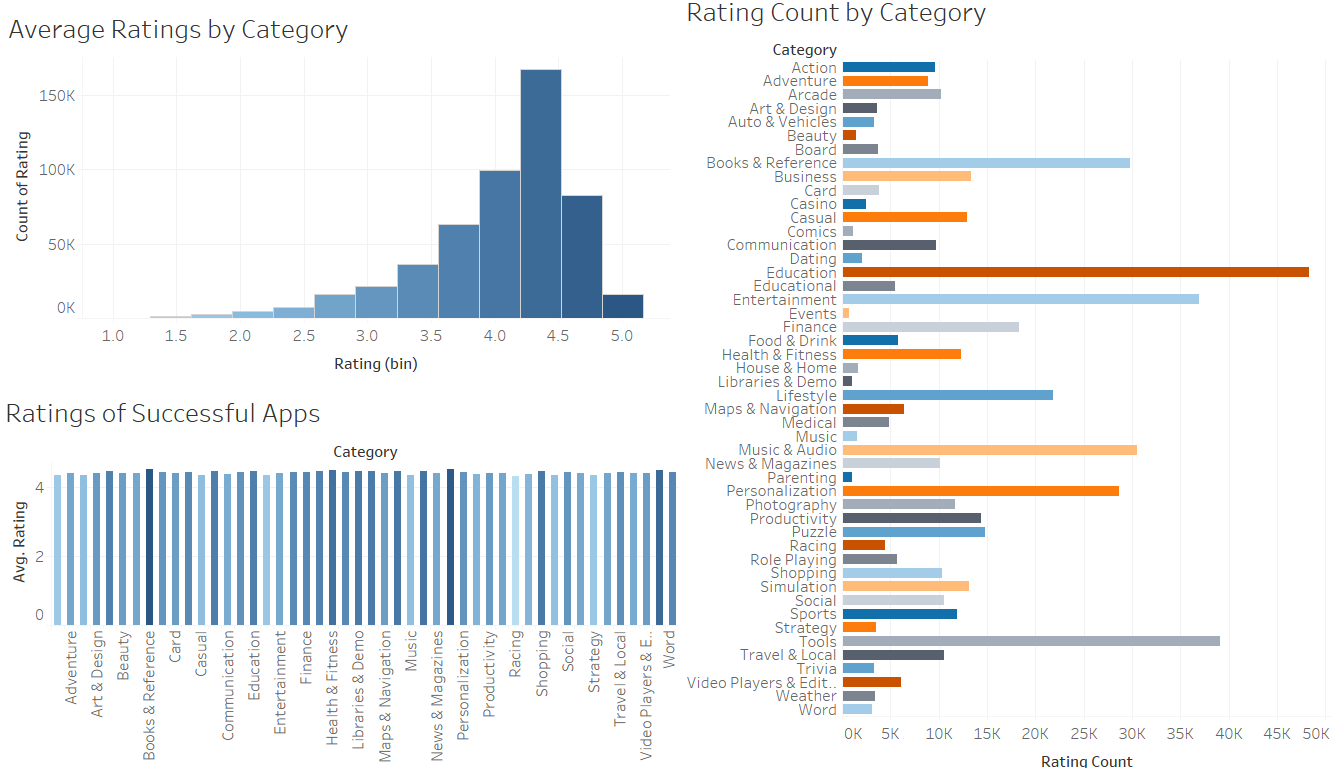 Average Ratings by Category
Count of Rating
150K
100K
50K
0K
1.0 1.5 2.0 2.5 3.0 3.5 4.0 4.5 5.0
Rating (bin)
Ratings of Successful Apps
Category
Avg. Rating
4
2
0
Adventure
Art & Design
Beauty
Books & Reference
Card
Casual
Communication
Education
Entertainment
Finance
Health & Fitness
Libraries & Demo
Maps & Navigation
Music
News & Magazines
Personalization
Productivity
Racing
Shopping
Social
Strategy
Travel & Local
Video Players & E..
Word
Rating Count by Category
Category
Action
Adventure
Arcade
Art & Design
Auto & Vehicles
Beauty
Board
Books & Reference
Business
Card
Casino
Casual
Comics
Communication
Dating
Education
Educational
Entertainment
Events
Finance
Food & Drink
Health & Fitness
House & Home
Libraries & Demo
Lifestyle
Maps & Navigation
Medical
Music
Music & Audio
News & Magazines
Parenting
Personalization
Photography
Productivity
Puzzle
Racing
Role Playing
Shopping
Simulation
Social
Sports
Strategy
Tools
Travel & Local
Trivia
Video Players & Edit..
Weather
Word
0K 5K 10K 15K 20K 25K 30K 35K 40K 45K 50K
Rating Count